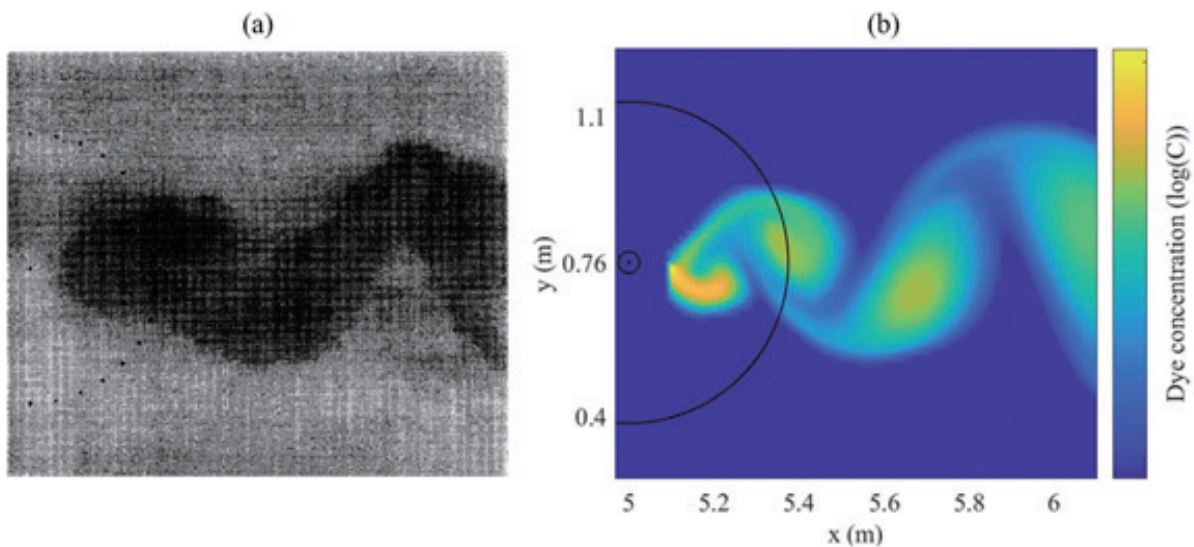 (a)
(b)
1.1
0.76
0.4
y (m)
5 5.2 5.4 5.6 5.8 6
x (m)
Dye concentration (log(C))